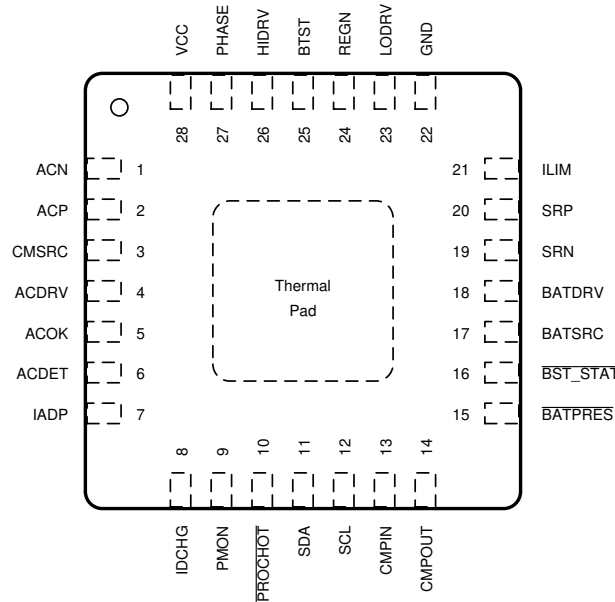 VCC
PHASE
HIDRV
BTST
REGN
LODRV
GND
28
27
26
25
24
23
22
ACN 1
ACP 2
CMSRC 3
ACDRV 4
ACOK 5
ACDET 6
IADP 7
Thermal
Pad
21 ILIM
20 SRP
19 SRN
18 BATDRV
17 BATSRC
16 BST_STAT
15 BATPRES
8
9
10
11
12
13
14
IDCHG
PMON
PROCHOT
SDA
SCL
CMPIN
CMPOUT